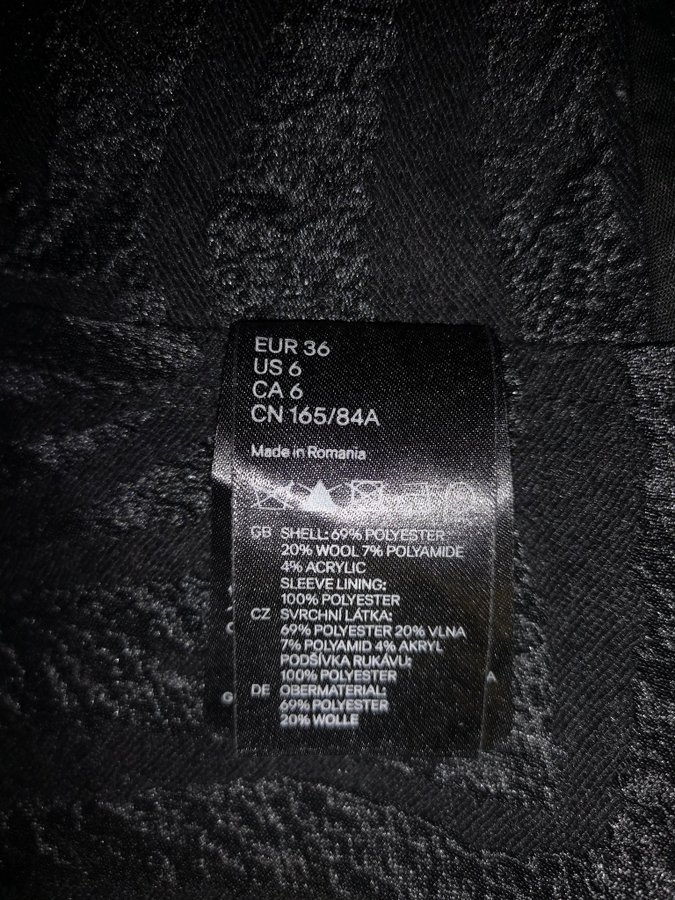 EUR 36
US 6
CA 6
CN 165/84A
Made in Romania
GB SHELL: 69% POLYESTER
20% WOOL 7% POLYAMIDE
4% ACRYLIC
SLEEVE LINING:
100% POLYESTER
CZ SVRCHNÍ LÁTKA:
69% POLYESTER 20% VLNA
7% POLYAMID 4% AKRYL
PODŠÍVKA RUKÁVU:
100% POLYESTER
DE OBERMATERIAL:
69% POLYESTER
20% WOLLE